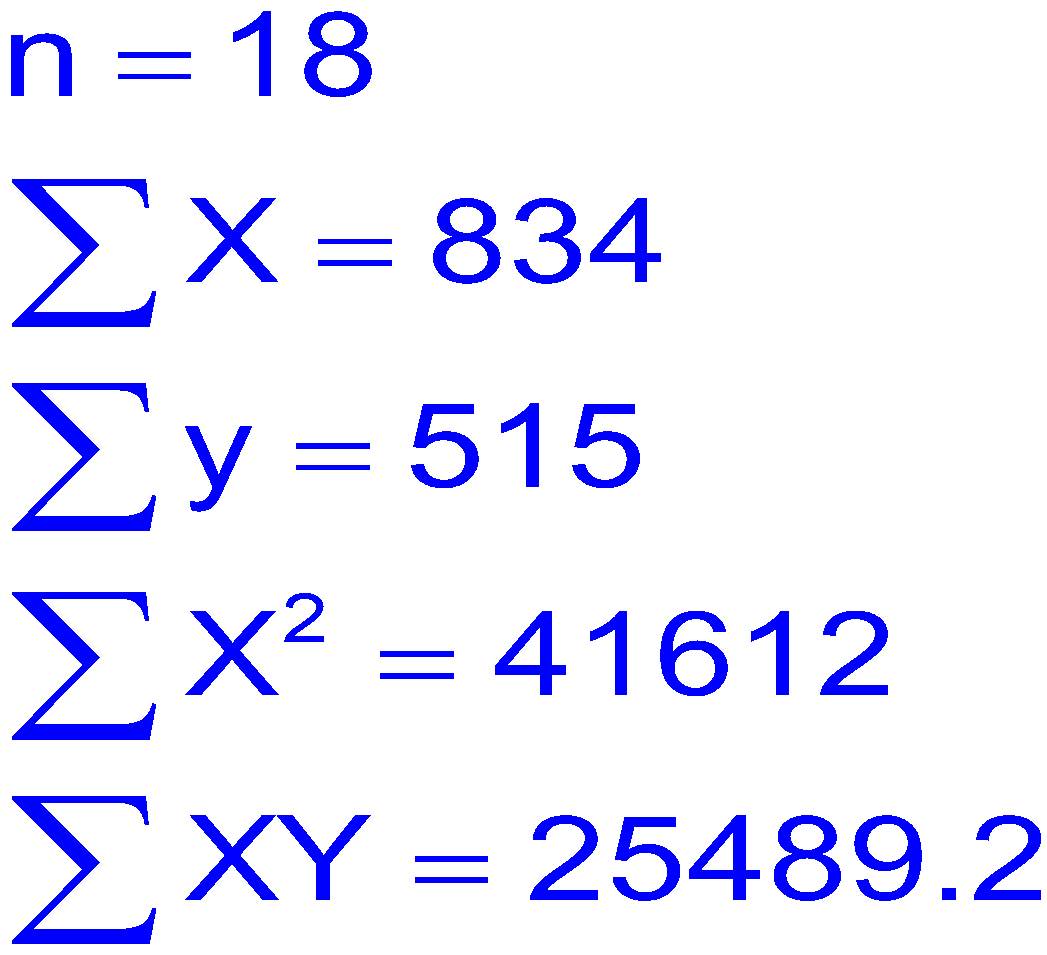 n = 18
∑ X = 834
∑ y = 515
∑ X² = 41612
∑ XY = 25489.2